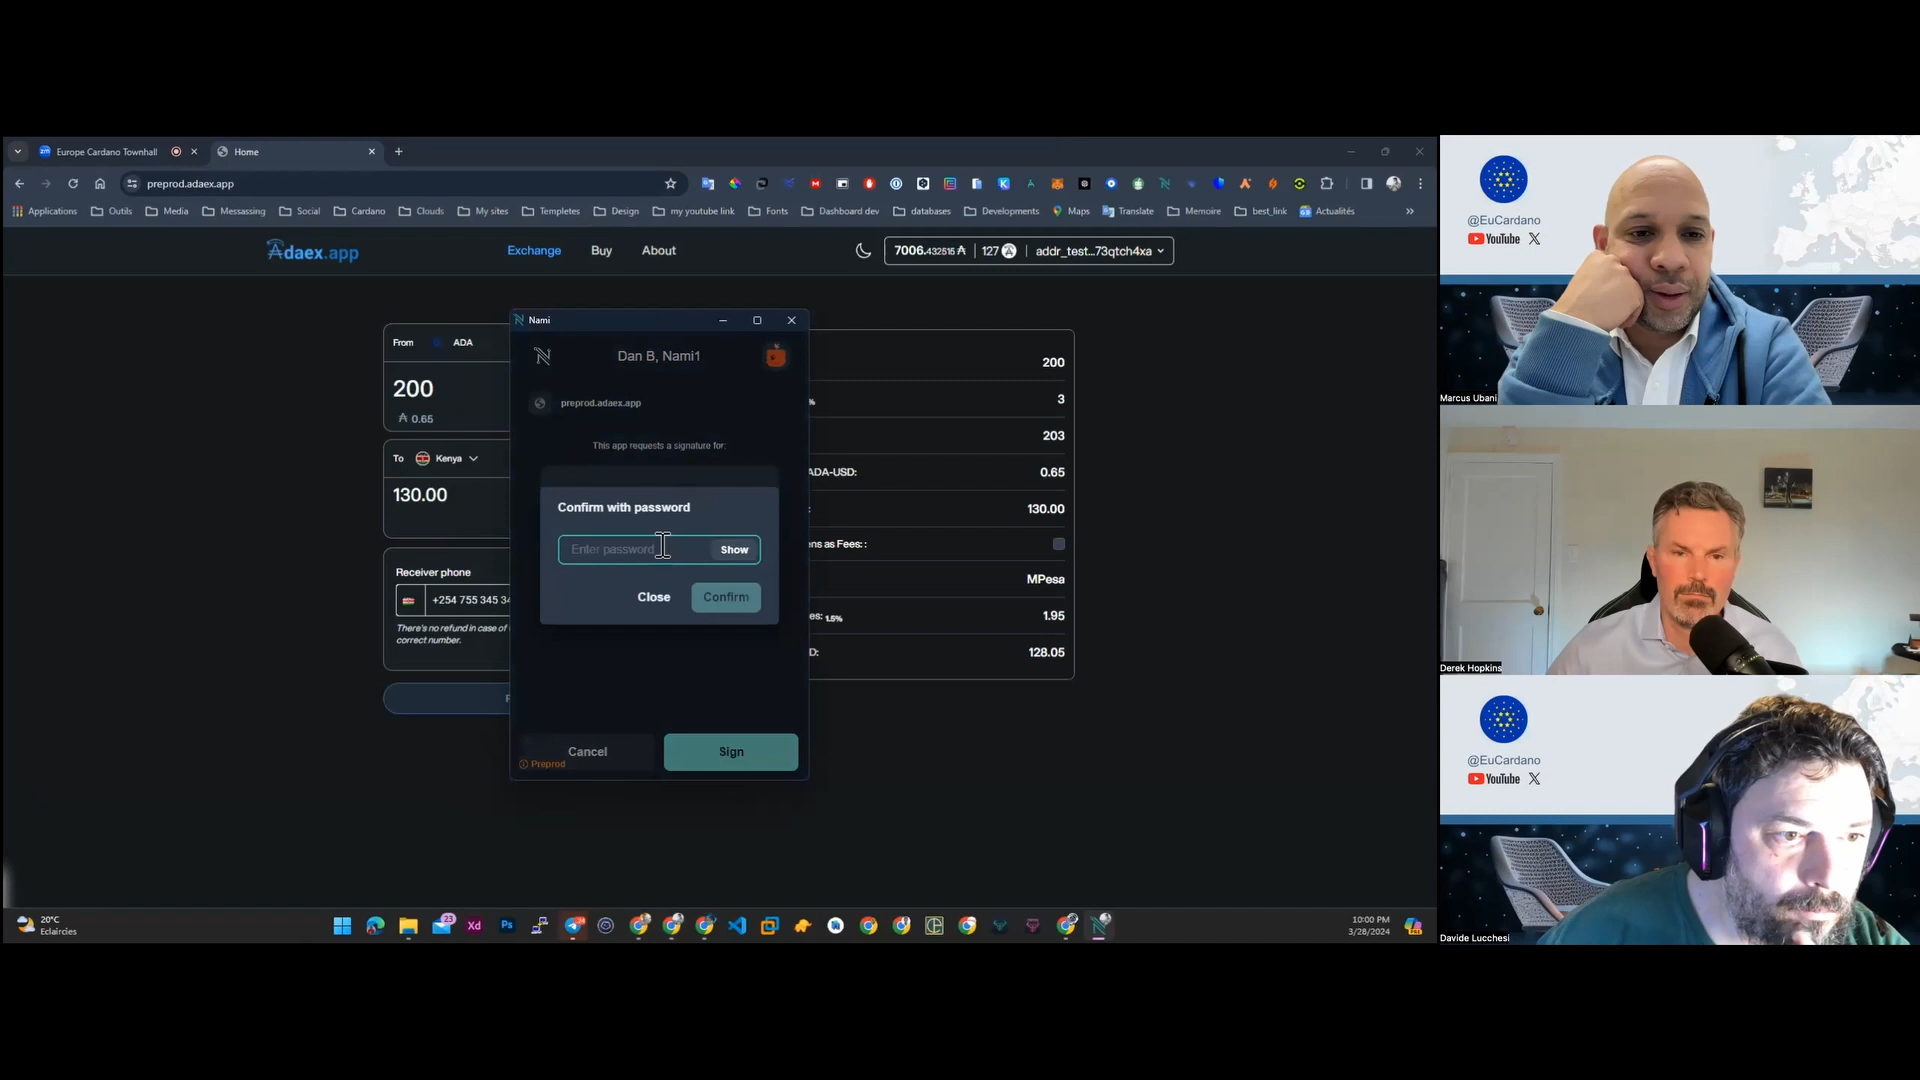 Europe Cardano Townhall
Home
preprod.adaex.app
Applications
Outils
Media
Messassing
Social
Cardano
Clouds
My sites
Templetes
Design
my youtube link
Fonts
Dashboard dev
databases
Developments
Maps
Translate
Memoire
best_link
Actualités
Adaex.app
Exchange
Buy
About
7006.432515 ₳
127
addr_test...73qtch4xa
From ADA
200
₳ 0.65
To Kenya
130.00
Receiver phone
+254 755 345 34
There's no refund in case of
correct number.
Nami
Dan B, Nami1
preprod.adaex.app
This app requests a signature for:
Confirm with password
Enter password
Show
Close
Confirm
Cancel
Sign
Preprod
200
% 3
203
ADA-USD: 0.65
: 130.00
ens as Fees::
MPesa
es: 1.5% 1.95
D: 128.05
20°C
Eclaircies
23
Xd
Ps
10:00 PM
3/28/2024
@EuCardano
YouTube X
Marcus Ubani
Derek Hopkins
@EuCardano
YouTube X
Davide Lucchesi